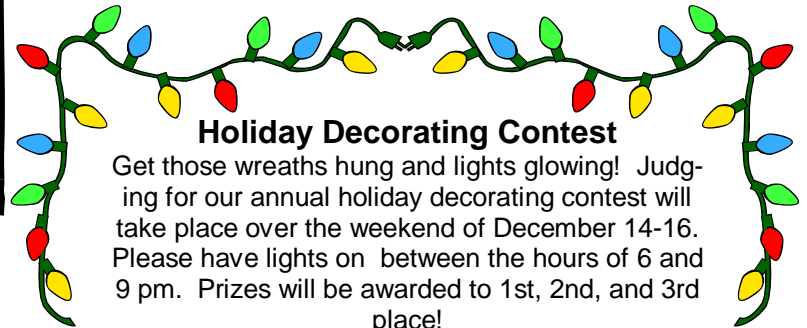 Holiday Decorating Contest
Get those wreaths hung and lights glowing!  Judg-
ing for our annual holiday decorating contest will
take place over the weekend of December 14-16.
Please have lights on  between the hours of 6 and
9 pm.  Prizes will be awarded to 1st, 2nd, and 3rd
place!